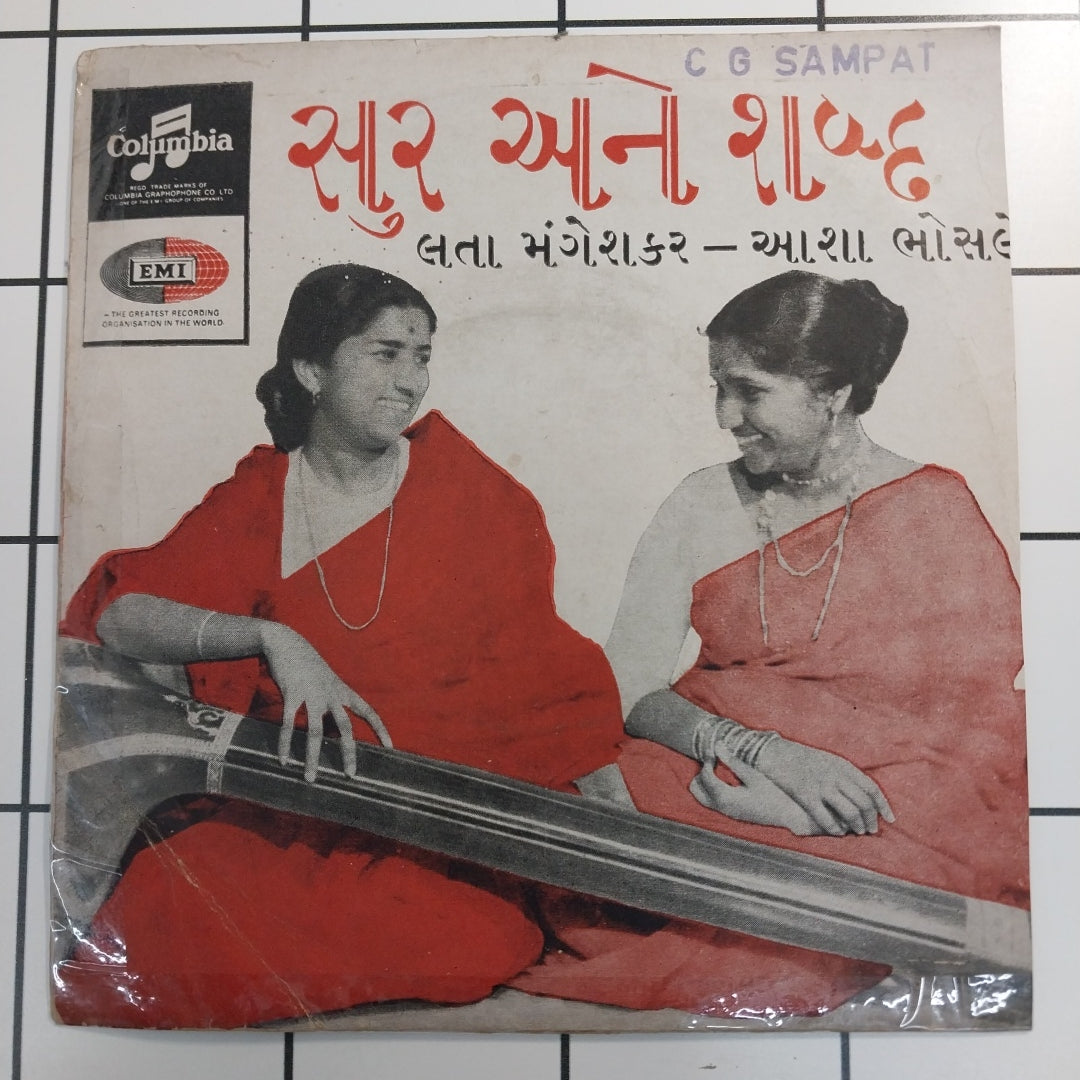 C G SAMPAT
સુર અને શબ્દ
લતા મંગેશકર – આશા ભોસલે
Columbia
REGD TRADE MARKS OF
COLUMBIA GRAPHOPHONE CO LTD
ONE OF THE E·M·I GROUP OF COMPANIES
EMI
– THE GREATEST RECORDING
ORGANISATION IN THE WORLD.